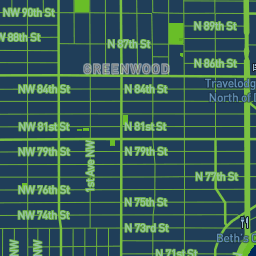 NW 90th St
N 89th St
W 88th St
N 87th St
N 86th St
GREENWOOD
Travelodg
North of
NW 84th St
N 84th St
NW 81st St
N 81st St
NW 79th St
N 79th St
1st Ave NW
N 77th St
NW 76th St
N 75th St
NW 74th St
N 73rd St
Beth's C
N 71st St
NW
NW